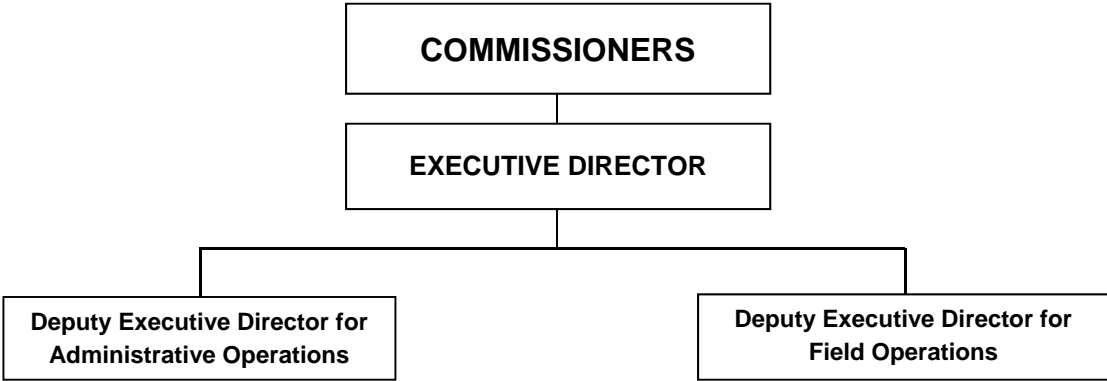 COMMISSIONERS
EXECUTIVE DIRECTOR
Deputy Executive Director for
Administrative Operations
Deputy Executive Director for
Field Operations